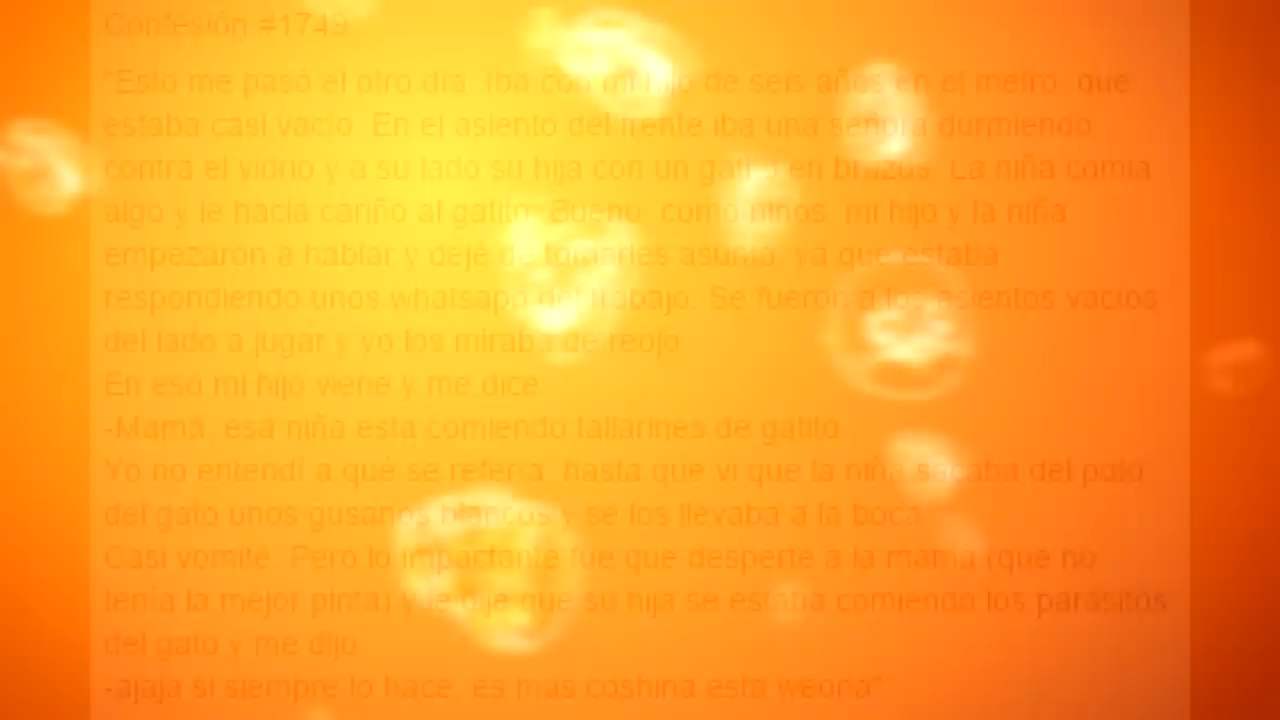 Confesión #1749
"Esto me pasó el otro día. Iba con mi hijo de seis años en el metro, que
estaba casi vacío. En el asiento del frente iba una señora durmiendo
contra el vidrio y a su lado su hija con un gatito en brazos. La niña comía
algo y le hacía cariño al gatito. Bueno, como niños, mi hijo y la niña
empezaron a hablar y dejé de tomarles asunto, ya que estaba
respondiendo unos whatsapp del trabajo. Se fueron a los asientos vacíos
del lado a jugar y yo los miraba de reojo.
En eso mi hijo viene y me dice
-Mamá, esa niña esta comiendo tallarines de gatito
Yo no entendí a qué se refería, hasta que vi que la niña sacaba del poto
del gato unos gusanos blancos y se los llevaba a la boca.
Casi vomité. Pero lo impactante fue que desperte a la mamá (que no
tenía la mejor pinta) y le dije que su hija se estaba comiendo los parásitos
del gato y me dijo
-ajaja si siempre lo hace, es mas coshina esta weona"